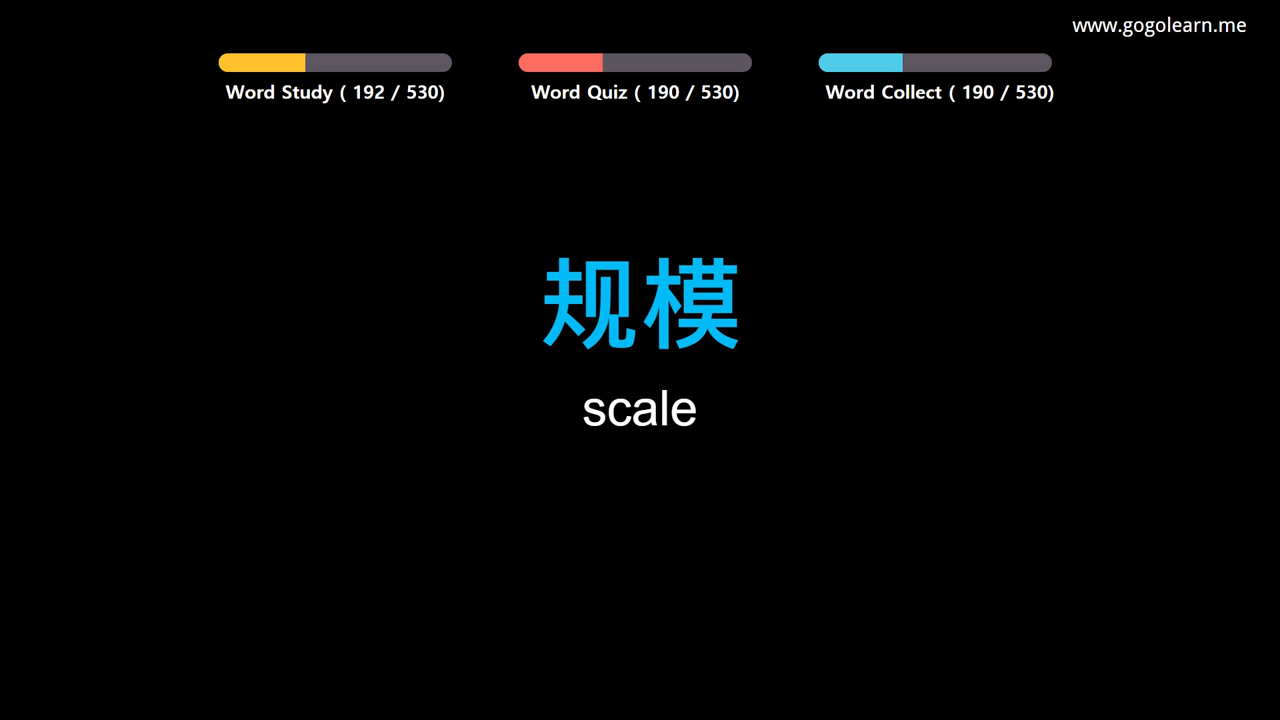 www.gogolearn.me
Word Study ( 192 / 530)
Word Quiz ( 190 / 530)
Word Collect ( 190 / 530)
规模
scale